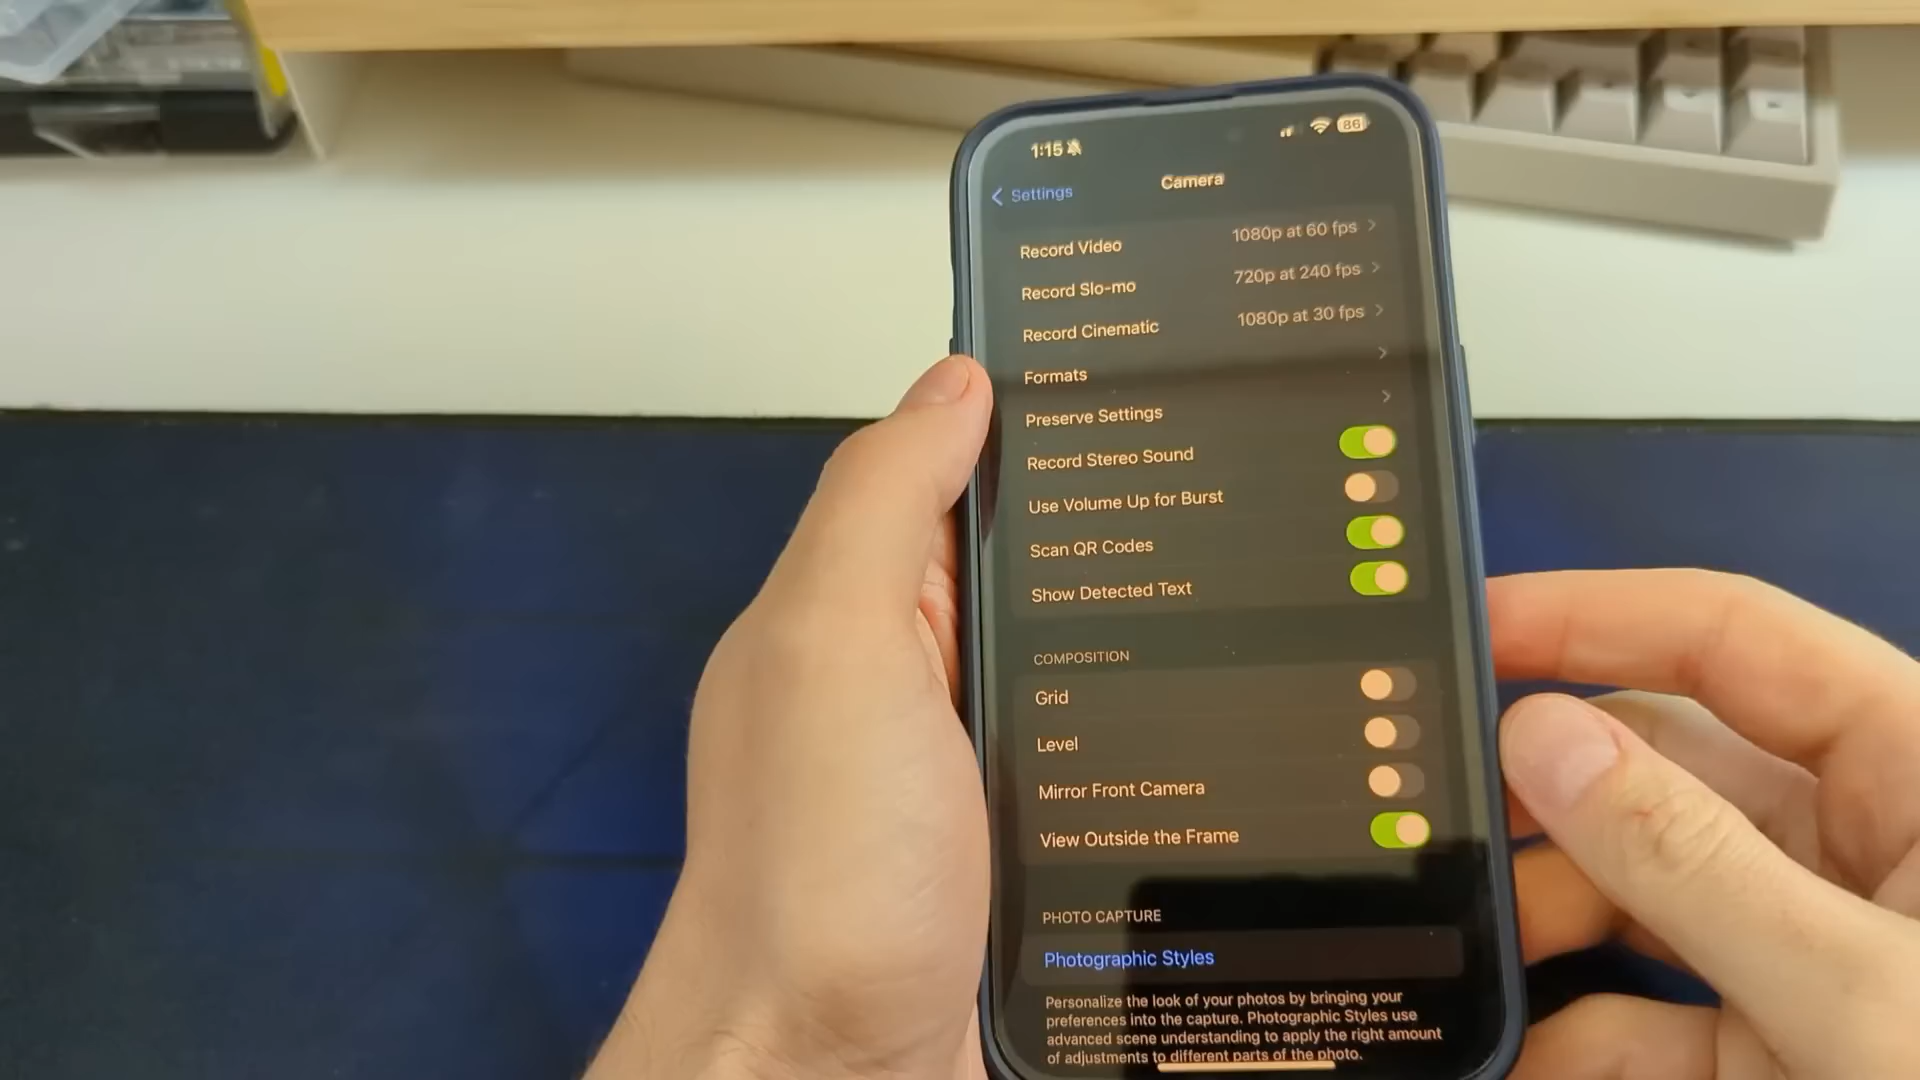 1:15
86
Settings
Camera
Record Video 1080p at 60 fps
Record Slo-mo 720p at 240 fps
Record Cinematic 1080p at 30 fps
Formats
Preserve Settings
Record Stereo Sound
Use Volume Up for Burst
Scan QR Codes
Show Detected Text
COMPOSITION
Grid
Level
Mirror Front Camera
View Outside the Frame
PHOTO CAPTURE
Photographic Styles
Personalize the look of your photos by bringing your
preferences into the capture. Photographic Styles use
advanced scene understanding to apply the right amount
of adjustments to different parts of the photo.